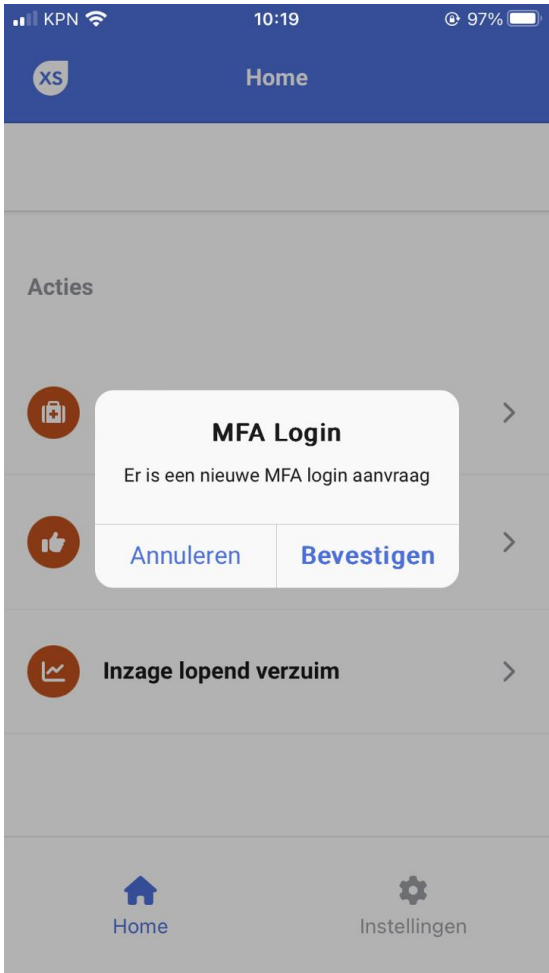 KPN 10:19 97%
XS Home
Acties
MFA Login
Er is een nieuwe MFA login aanvraag
Annuleren Bevestigen
Inzage lopend verzuim
Home Instellingen